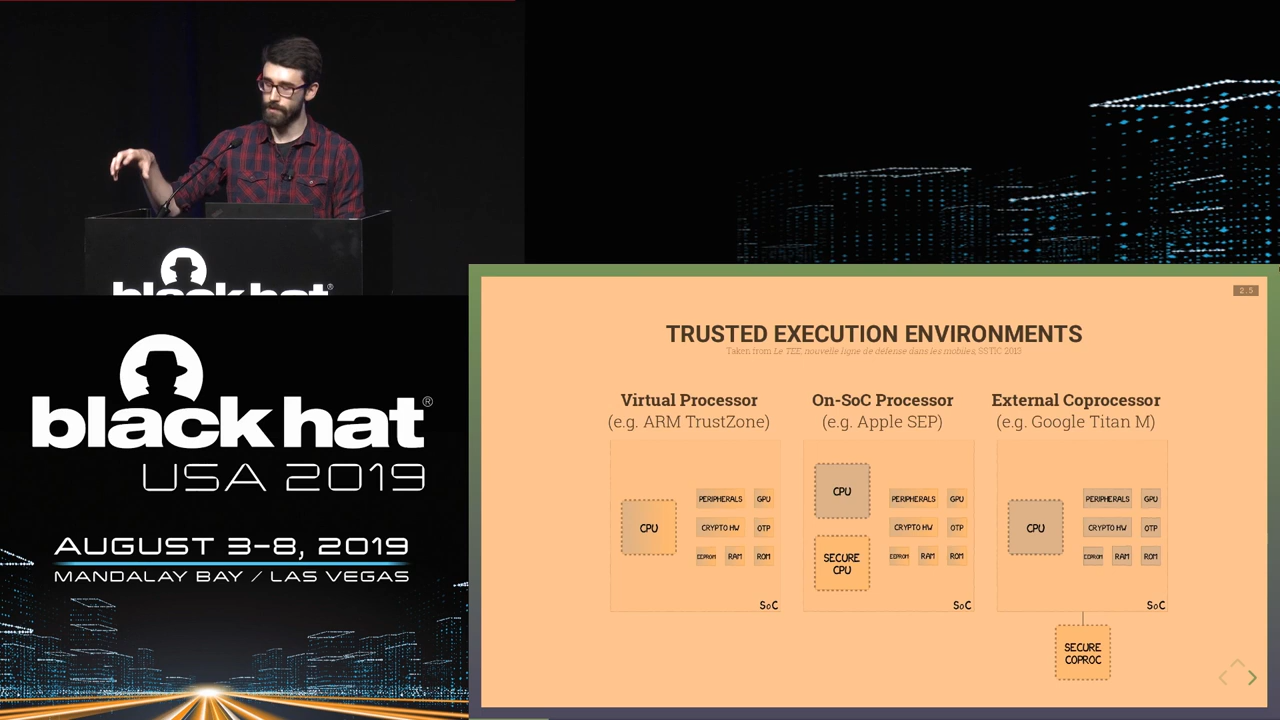 black hat®
black hat®
USA 2019
AUGUST 3-8, 2019
MANDALAY BAY / LAS VEGAS
2.5
TRUSTED EXECUTION ENVIRONMENTS
Taken from Le TEE, nouvelle ligne de défense dans les mobiles, SSTIC 2013
Virtual Processor
(e.g. ARM TrustZone)
CPU
PERIPHERALS GPU
CRYPTO HW OTP
EEPROM RAM ROM
SoC
On-SoC Processor
(e.g. Apple SEP)
CPU
SECURE
CPU
PERIPHERALS GPU
CRYPTO HW OTP
EEPROM RAM ROM
SoC
External Coprocessor
(e.g. Google Titan M)
CPU
PERIPHERALS GPU
CRYPTO HW OTP
EEPROM RAM ROM
SoC
SECURE
COPROC